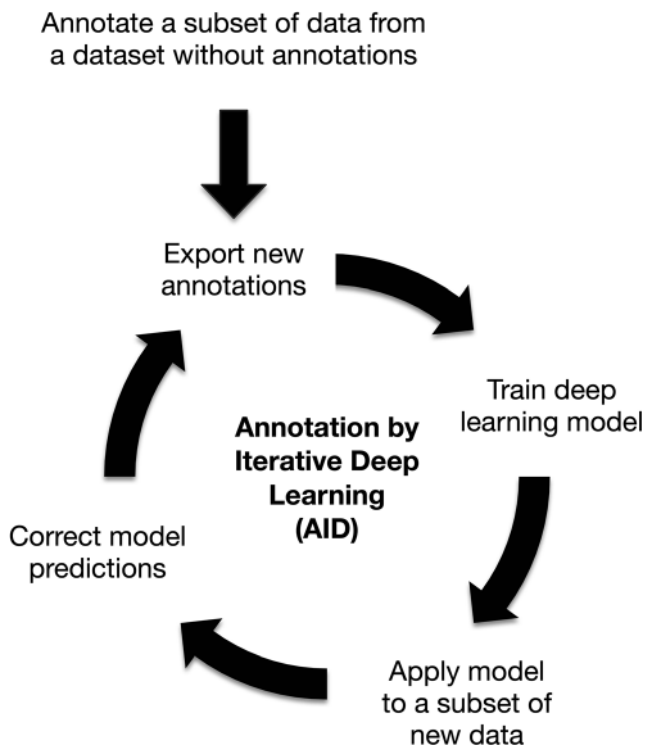 Annotate a subset of data from
a dataset without annotations
Export new
annotations
Train deep
learning model
Annotation by
Iterative Deep
Learning
(AID)
Correct model
predictions
Apply model
to a subset of
new data